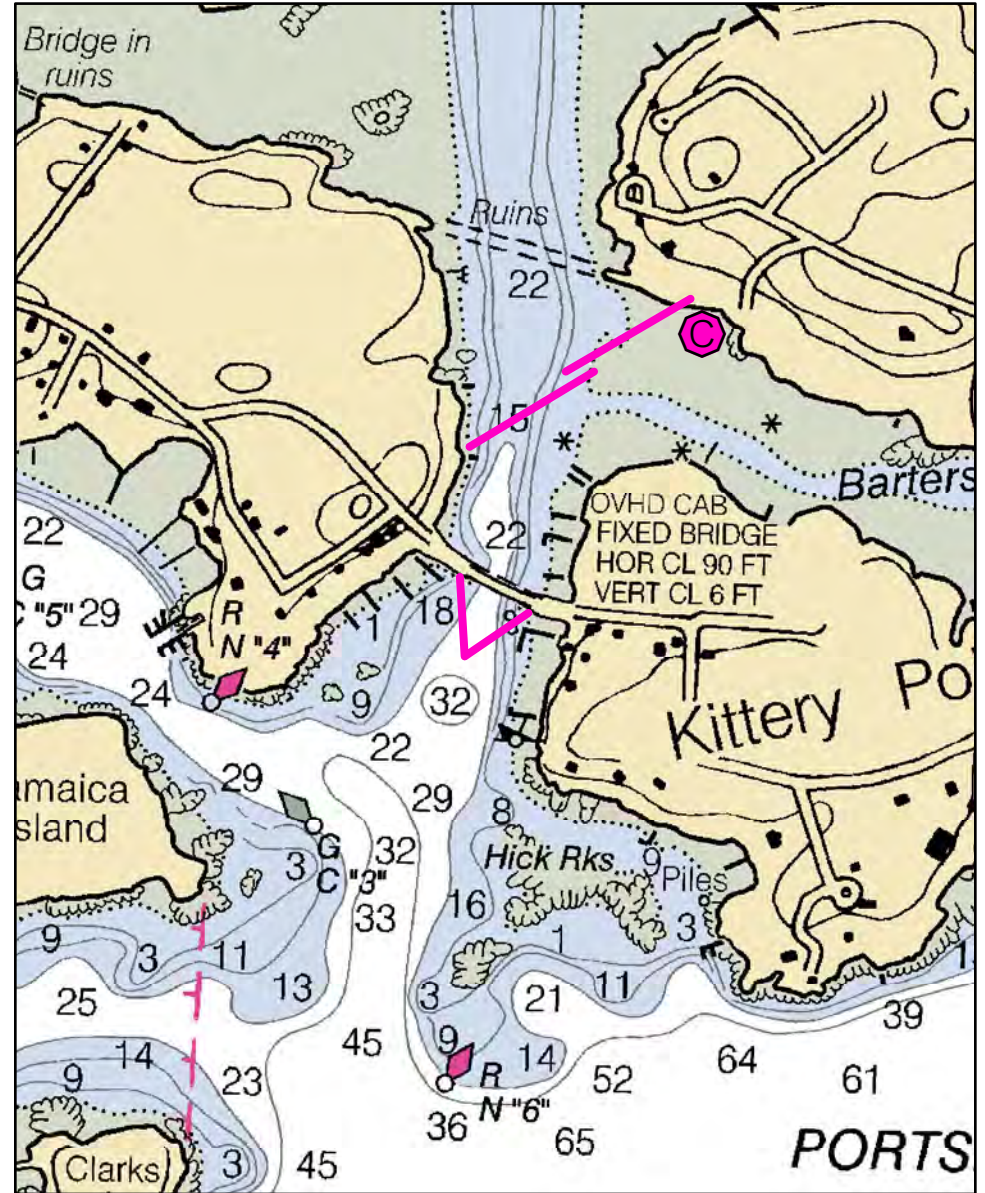 Bridge in
ruins
C
Ruins
22
C
15
Barters
OVHD CAB
FIXED BRIDGE
HOR CL 90 FT
VERT CL 6 FT
22
22
G
C "5" 29
R
N "4"
18
8
1
24
24
9
32
22
Kittery Po
29
29
amaica
sland
8
G
C "3"
3
32
33
Hick Rks
9
Piles
16
3
9
3
11
13
1
11
21
25
3
39
45
9
14
14
23
9
R
N "6"
52
64
61
36
65
PORTS
Clarks
3
45